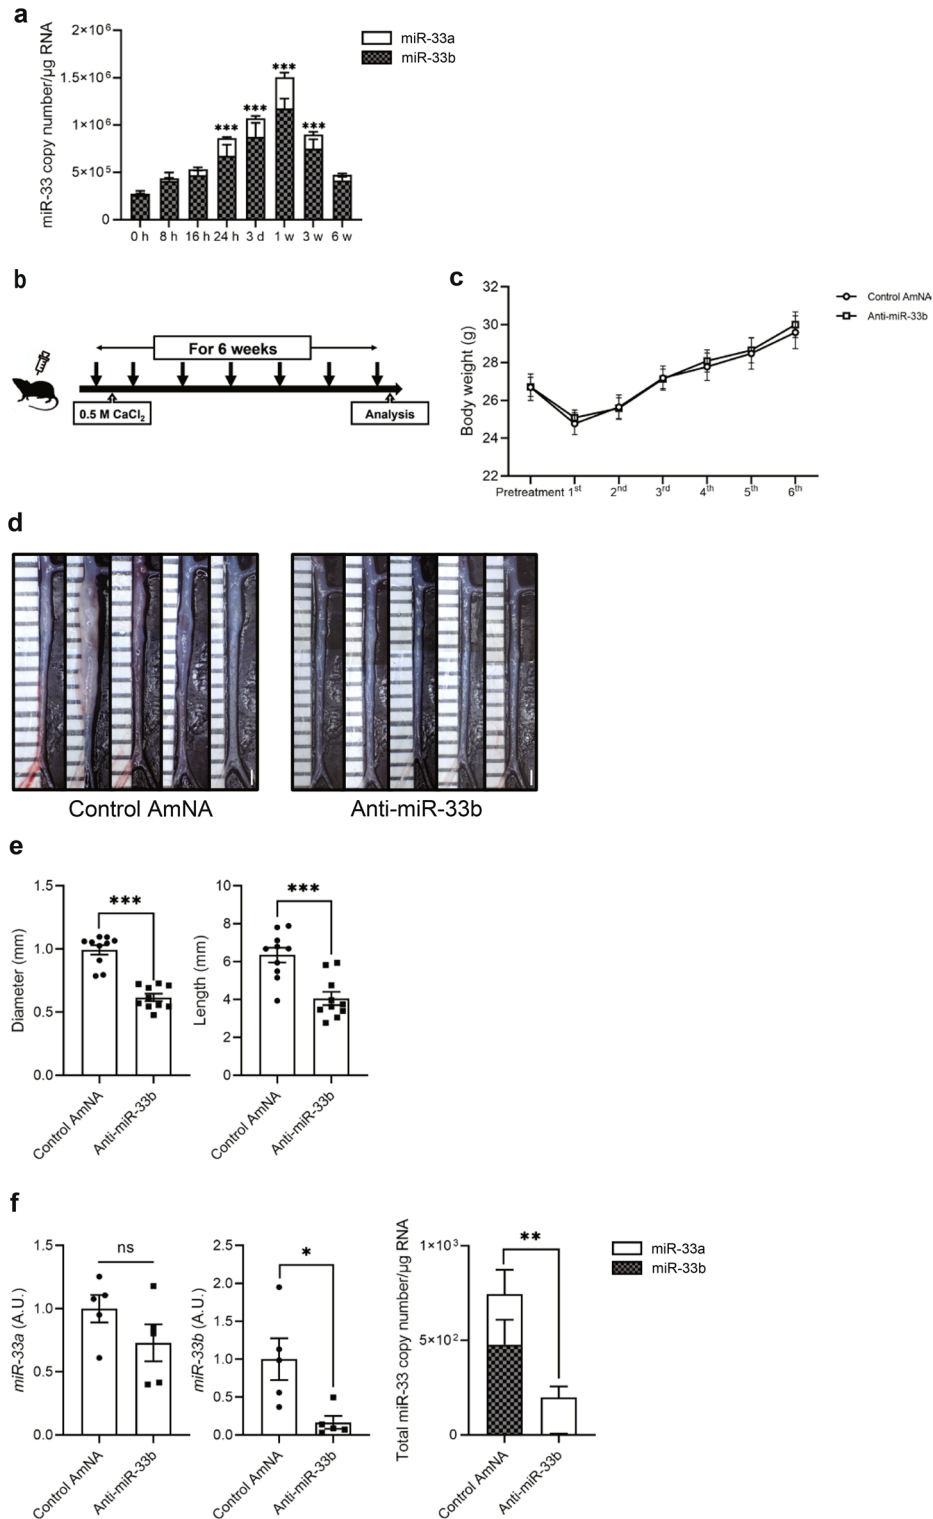 a
miR-33 copy number/µg RNA
2×10⁶
1.5×10⁶
1×10⁶
5×10⁵
0
***
***
***
***
0 h 8 h 16 h 24 h 3 d 1 w 3 w 6 w
miR-33a
miR-33b
b
For 6 weeks
0.5 M CaCl₂
Analysis
c
Body weight (g)
32
30
28
26
24
22
Pretreatment 1ˢᵗ 2ⁿᵈ 3ʳᵈ 4ᵗʰ 5ᵗʰ 6ᵗʰ
Control AmNA
Anti-miR-33b
d
Control AmNA
Anti-miR-33b
e
Diameter (mm)
1.5
1.0
0.5
0.0
***
Control AmNA
Anti-miR-33b
Length (mm)
10
8
6
4
2
0
***
Control AmNA
Anti-miR-33b
f
miR-33a (A.U.)
1.5
1.0
0.5
0.0
ns
Control AmNA
Anti-miR-33b
miR-33b (A.U.)
2.5
2.0
1.5
1.0
0.5
0.0
*
Control AmNA
Anti-miR-33b
Total miR-33 copy number/µg RNA
1×10³
5×10²
0
**
Control AmNA
Anti-miR-33b
miR-33a
miR-33b